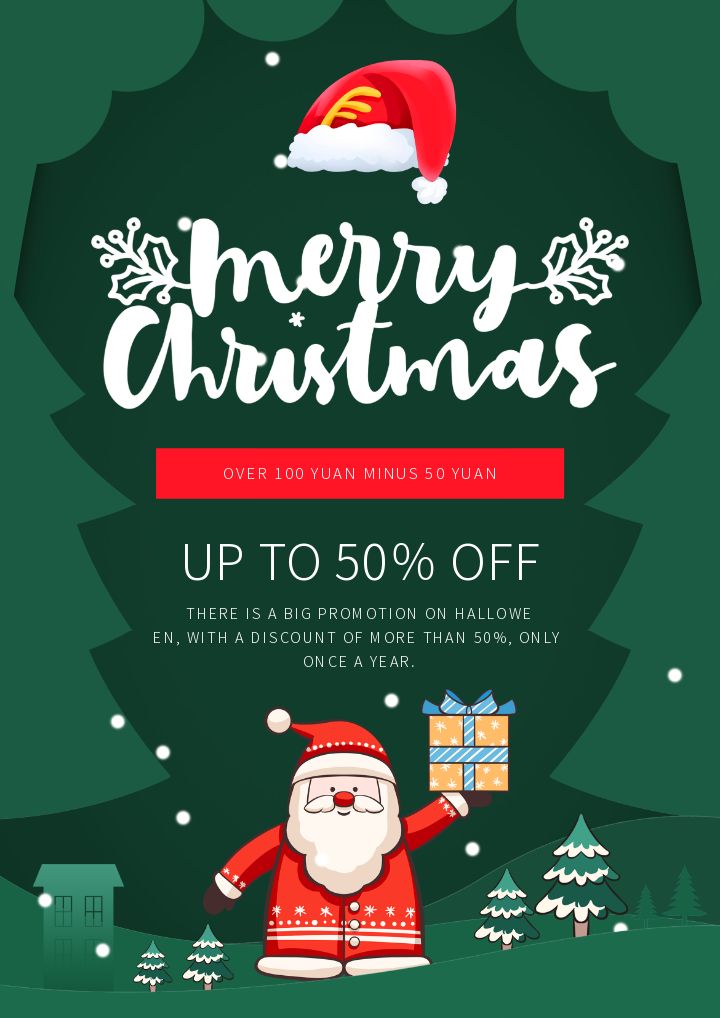 Merry
Christmas
OVER 100 YUAN MINUS 50 YUAN
UP TO 50% OFF
THERE IS A BIG PROMOTION ON HALLOWE
EN, WITH A DISCOUNT OF MORE THAN 50%, ONLY
ONCE A YEAR.